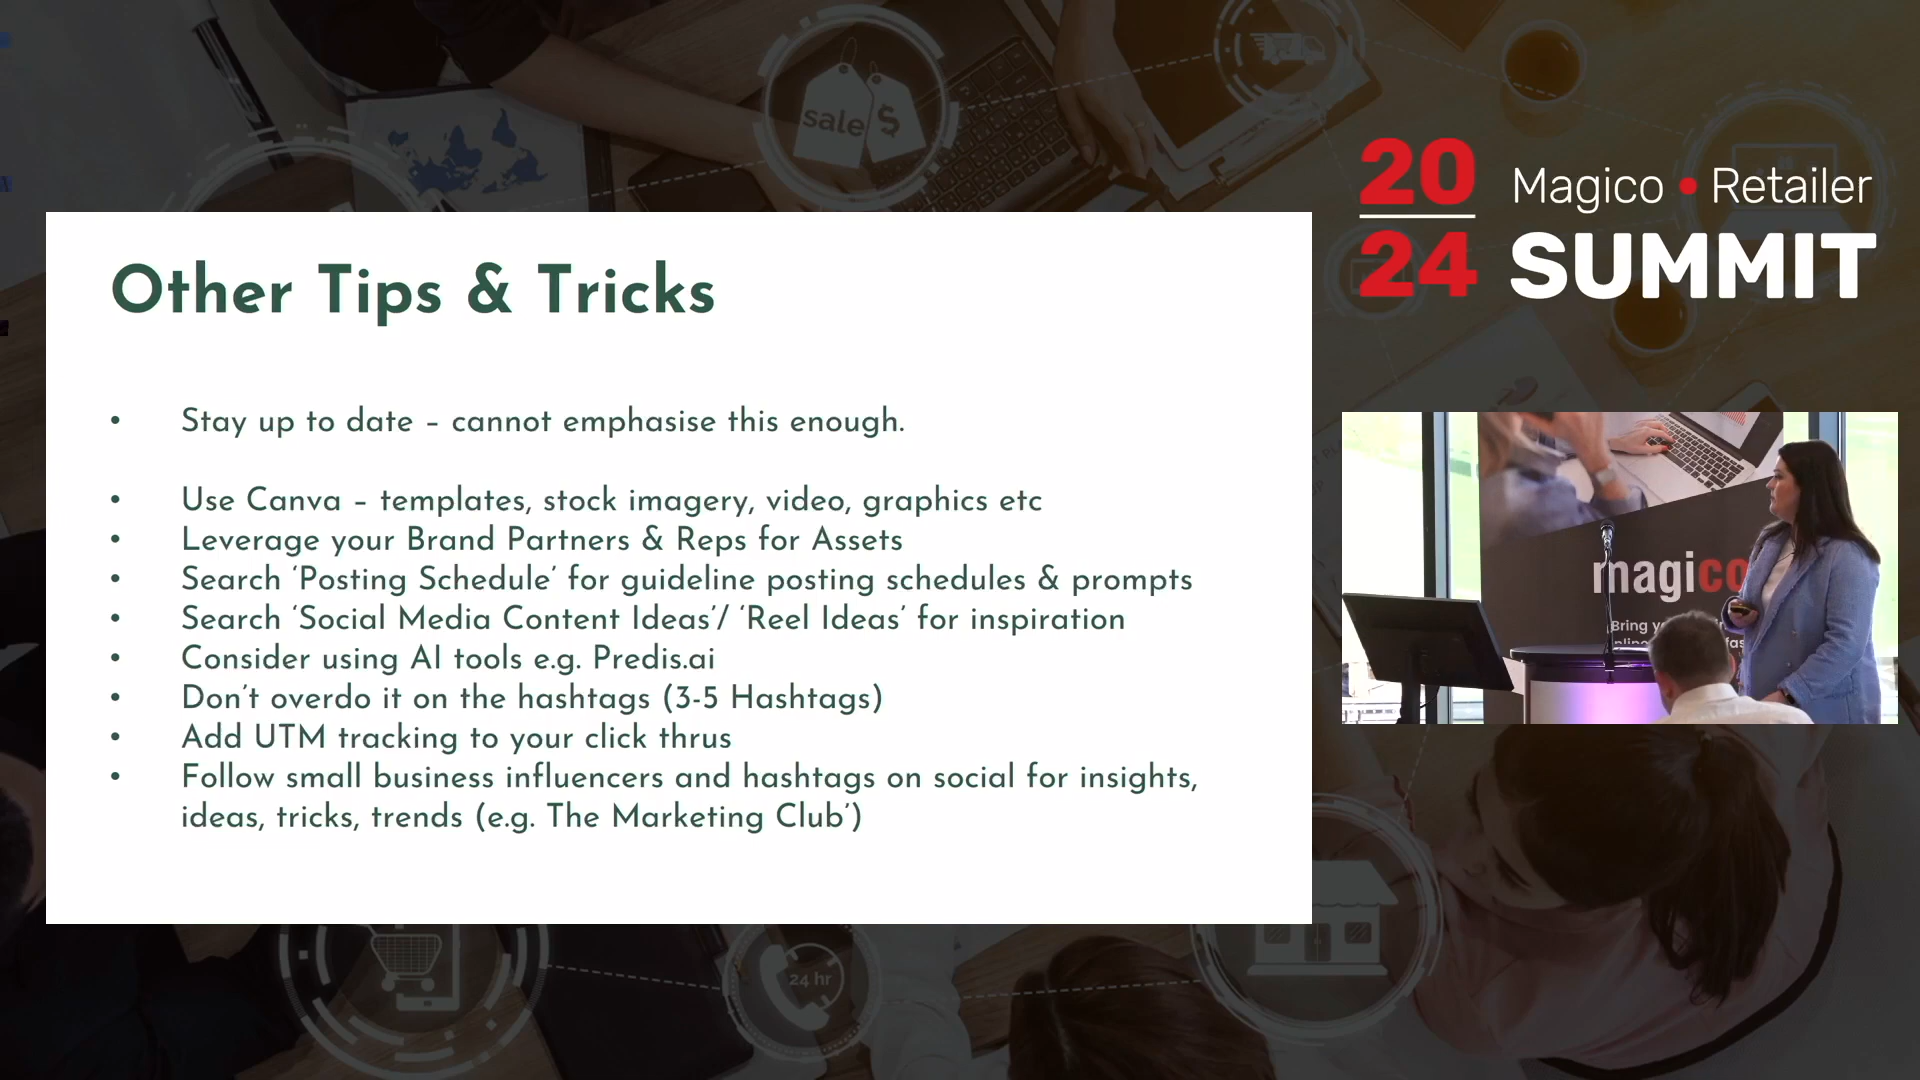 sale $
20
24
Magico • Retailer
SUMMIT
Other Tips & Tricks
• Stay up to date – cannot emphasise this enough.
• Use Canva – templates, stock imagery, video, graphics etc
• Leverage your Brand Partners & Reps for Assets
• Search ‘Posting Schedule’ for guideline posting schedules & prompts
• Search ‘Social Media Content Ideas’/ ‘Reel Ideas’ for inspiration
• Consider using AI tools e.g. Predis.ai
• Don’t overdo it on the hashtags (3-5 Hashtags)
• Add UTM tracking to your click thrus
• Follow small business influencers and hashtags on social for insights,
ideas, tricks, trends (e.g. The Marketing Club’)
magico
Bring
24 hr